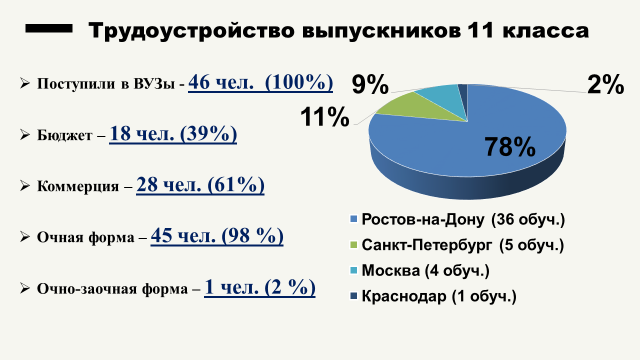 Трудоустройство выпускников 11 класса
➢ Поступили в ВУЗы - 46 чел. (100%)
➢ Бюджет – 18 чел. (39%)
➢ Коммерция – 28 чел. (61%)
➢ Очная форма – 45 чел. (98 %)
➢ Очно-заочная форма – 1 чел. (2 %)
9%
2%
11%
78%
Ростов-на-Дону (36 обуч.)
Санкт-Петербург (5 обуч.)
Москва (4 обуч.)
Краснодар (1 обуч.)